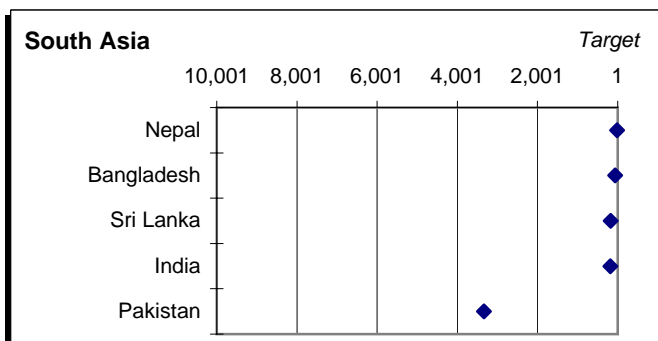 South Asia Target
10,001 8,001 6,001 4,001 2,001 1
Nepal
Bangladesh
Sri Lanka
India
Pakistan